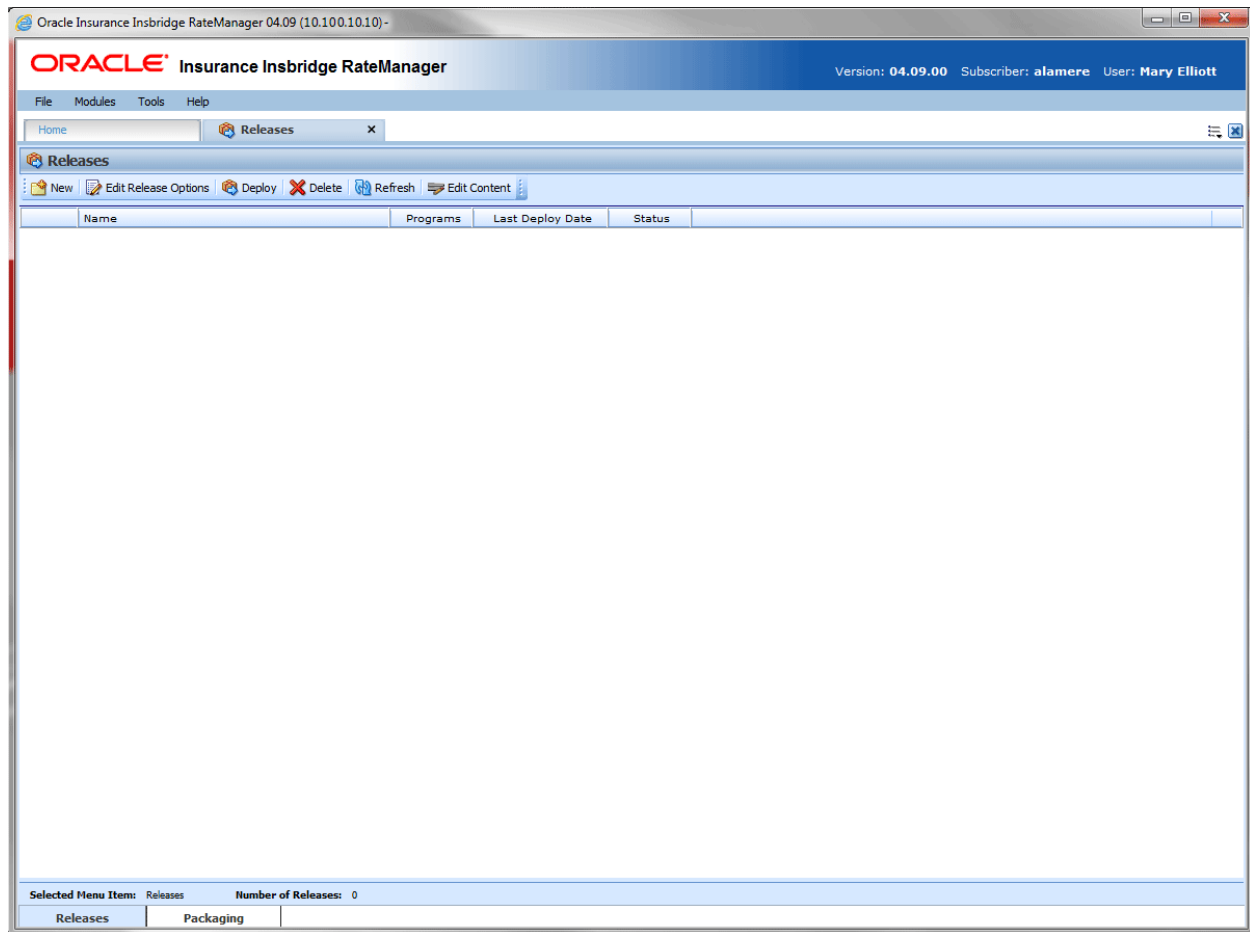 Oracle Insurance Insbridge RateManager 04.09 (10.100.10.10) -
ORACLE Insurance Insbridge RateManager
Version: 04.09.00 Subscriber: alamere User: Mary Elliott
File Modules Tools Help
Home Releases
Releases
New Edit Release Options Deploy Delete Refresh Edit Content
Name Programs Last Deploy Date Status
Selected Menu Item: Releases Number of Releases: 0
Releases Packaging